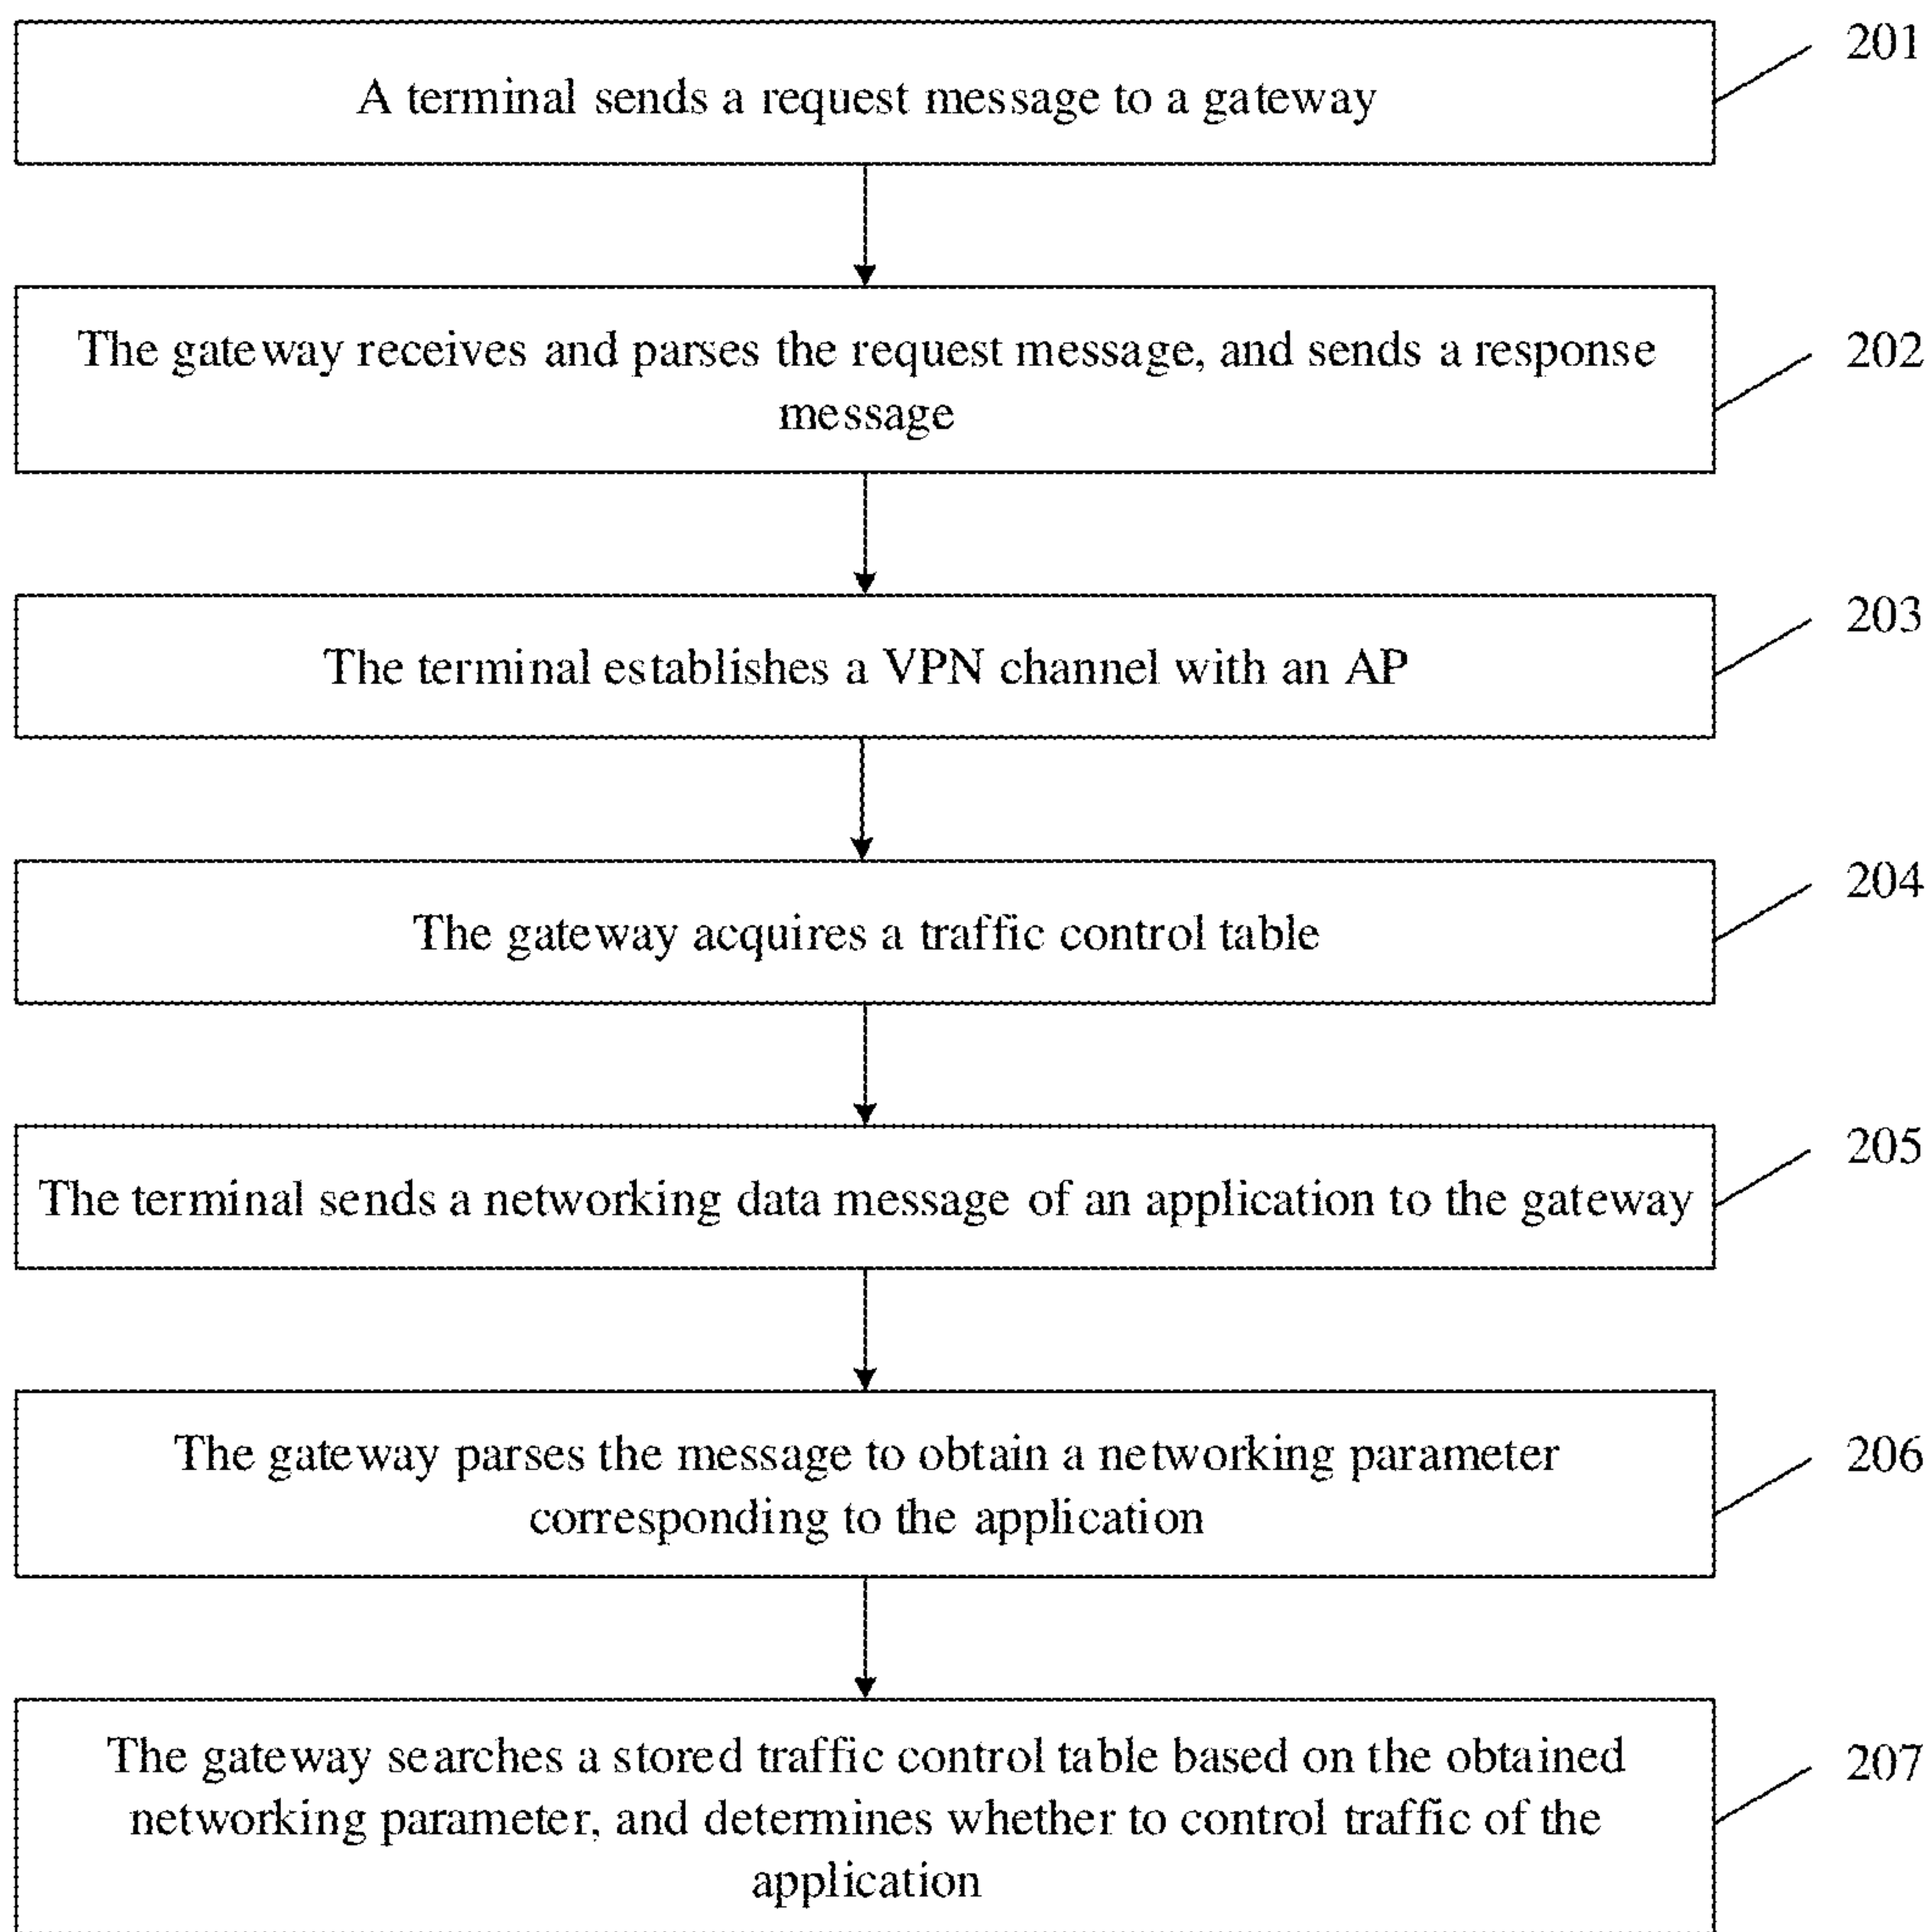 A terminal sends a request message to a gateway
201
The gateway receives and parses the request message, and sends a response
message
202
The terminal establishes a VPN channel with an AP
203
The gateway acquires a traffic control table
204
The terminal sends a networking data message of an application to the gateway
205
The gateway parses the message to obtain a networking parameter
corresponding to the application
206
The gateway searches a stored traffic control table based on the obtained
networking parameter, and determines whether to control traffic of the
application
207